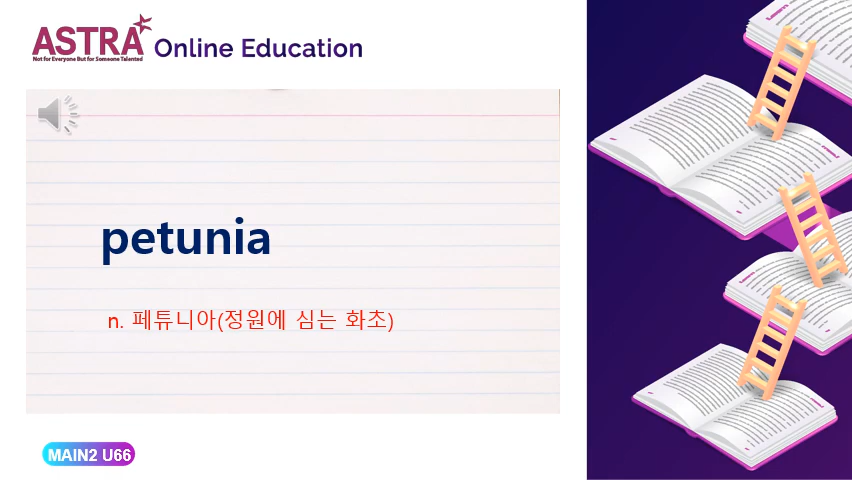 ASTRA
Not for Everyone But for Someone Talented
Online Education
petunia
n. 페튜니아(정원에 심는 화초)
MAIN2 U66